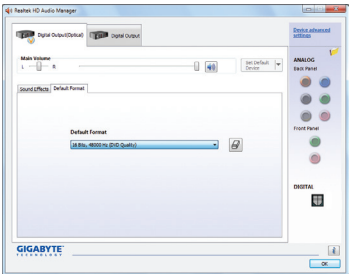 Realtek HD Audio Manager
Digital Output(Optical)
Digital Output
Device advanced
settings
Main Volume
L
R
Set Default
Device
ANALOG
Back Panel
Sound Effects
Default Format
Default Format
16 Bits, 48000 Hz (DVD Quality)
Front Panel
DIGITAL
GIGABYTE
TECHNOLOGY
i
OK